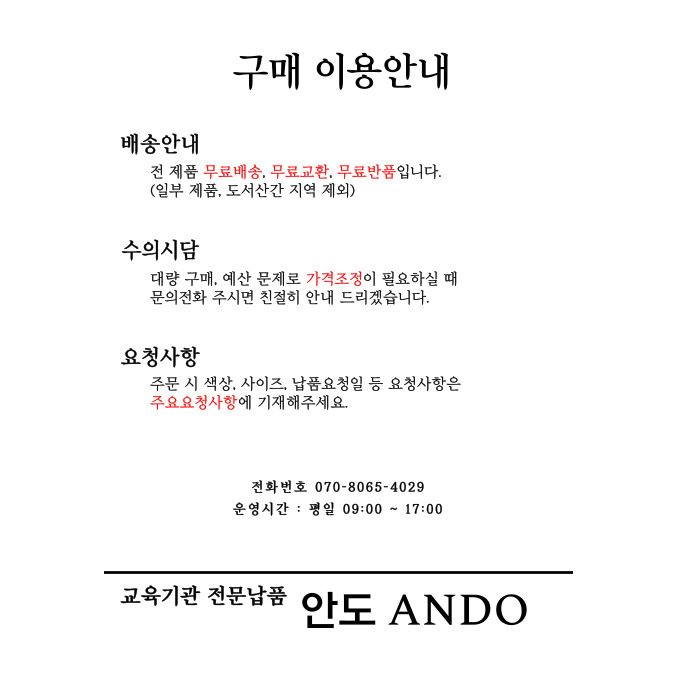 구매 이용안내
배송안내
전 제품 무료배송, 무료교환, 무료반품입니다.
(일부 제품, 도서산간 지역 제외)
수의시담
대량 구매, 예산 문제로 가격조정이 필요하실 때
문의전화 주시면 친절히 안내 드리겠습니다.
요청사항
주문 시 색상, 사이즈, 납품요청일 등 요청사항은
주요요청사항에 기재해주세요.
전화번호 070-8065-4029
운영시간 : 평일 09:00 ~ 17:00
교육기관 전문납품 안도 ANDO